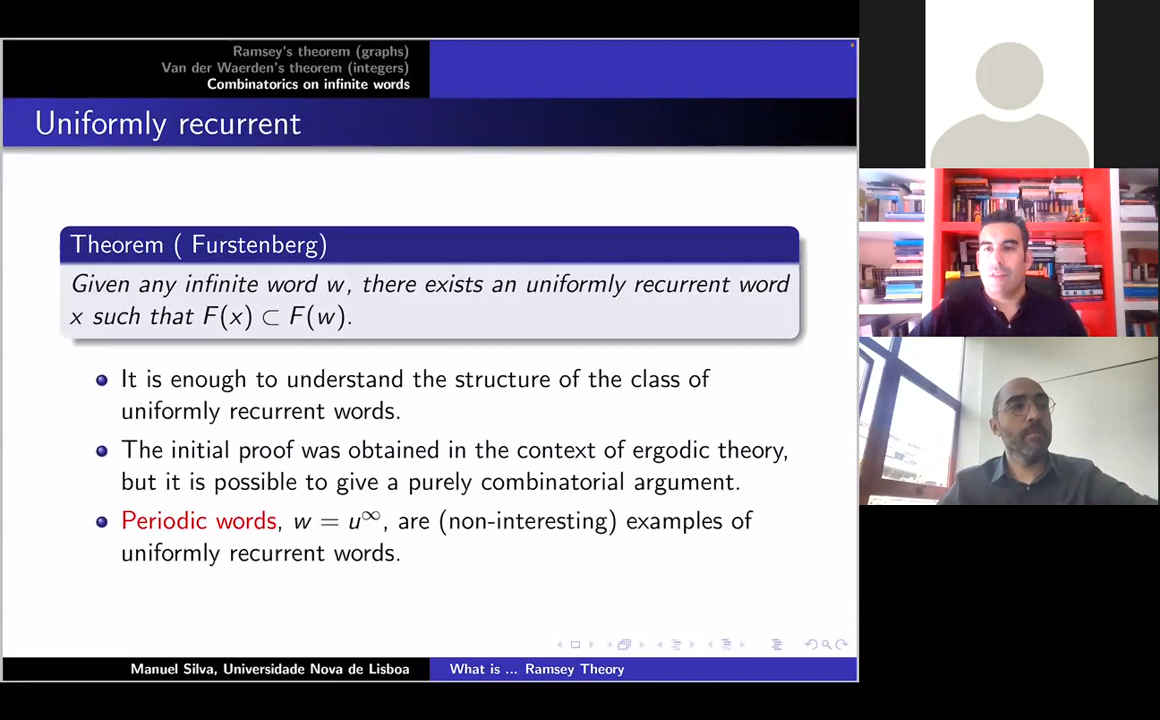 Ramsey's theorem (graphs)
Van der Waerden's theorem (integers)
Combinatorics on infinite words
Uniformly recurrent
Theorem ( Furstenberg)
Given any infinite word w, there exists an uniformly recurrent word
x such that F(x) ⊂ F(w).
It is enough to understand the structure of the class of
uniformly recurrent words.
The initial proof was obtained in the context of ergodic theory,
but it is possible to give a purely combinatorial argument.
Periodic words, w = u^∞, are (non-interesting) examples of
uniformly recurrent words.
Manuel Silva, Universidade Nova de Lisboa
What is ... Ramsey Theory